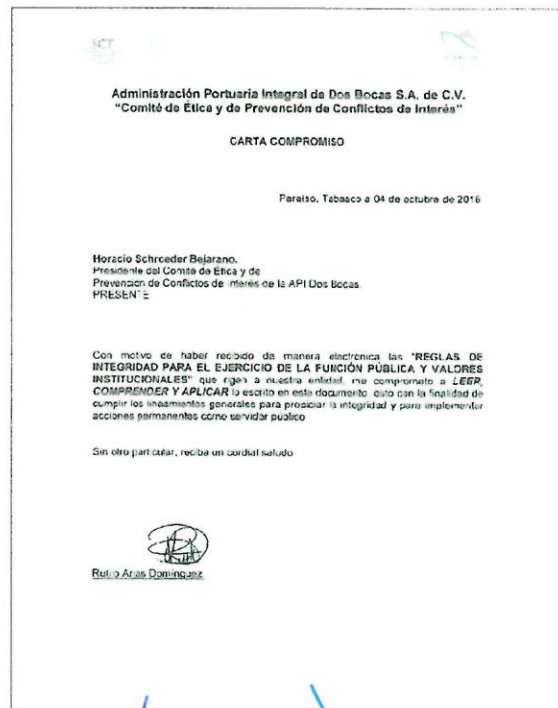 SCT
Administración Portuaria Integral de Dos Bocas S.A. de C.V.
"Comité de Ética y de Prevención de Conflictos de Interés"
CARTA COMPROMISO
Paraíso, Tabasco a 04 de octubre de 2016
Horacio Schroeder Bejarano.
Presidente del Comité de Ética y de
Prevención de Conflictos de Interés de la API Dos Bocas.
PRESENTE
Con motivo de haber recibido de manera electrónica las "REGLAS DE
INTEGRIDAD PARA EL EJERCICIO DE LA FUNCIÓN PÚBLICA Y VALORES
INSTITUCIONALES" que rigen a nuestra entidad, me comprometo a LEER,
COMPRENDER Y APLICAR lo escrito en este documento esto con la finalidad de
cumplir los lineamientos generales para propiciar la integridad y para implementar
acciones permanentes como servidor público
Sin otro particular, reciba un cordial saludo
Rutilo Arias Domínguez